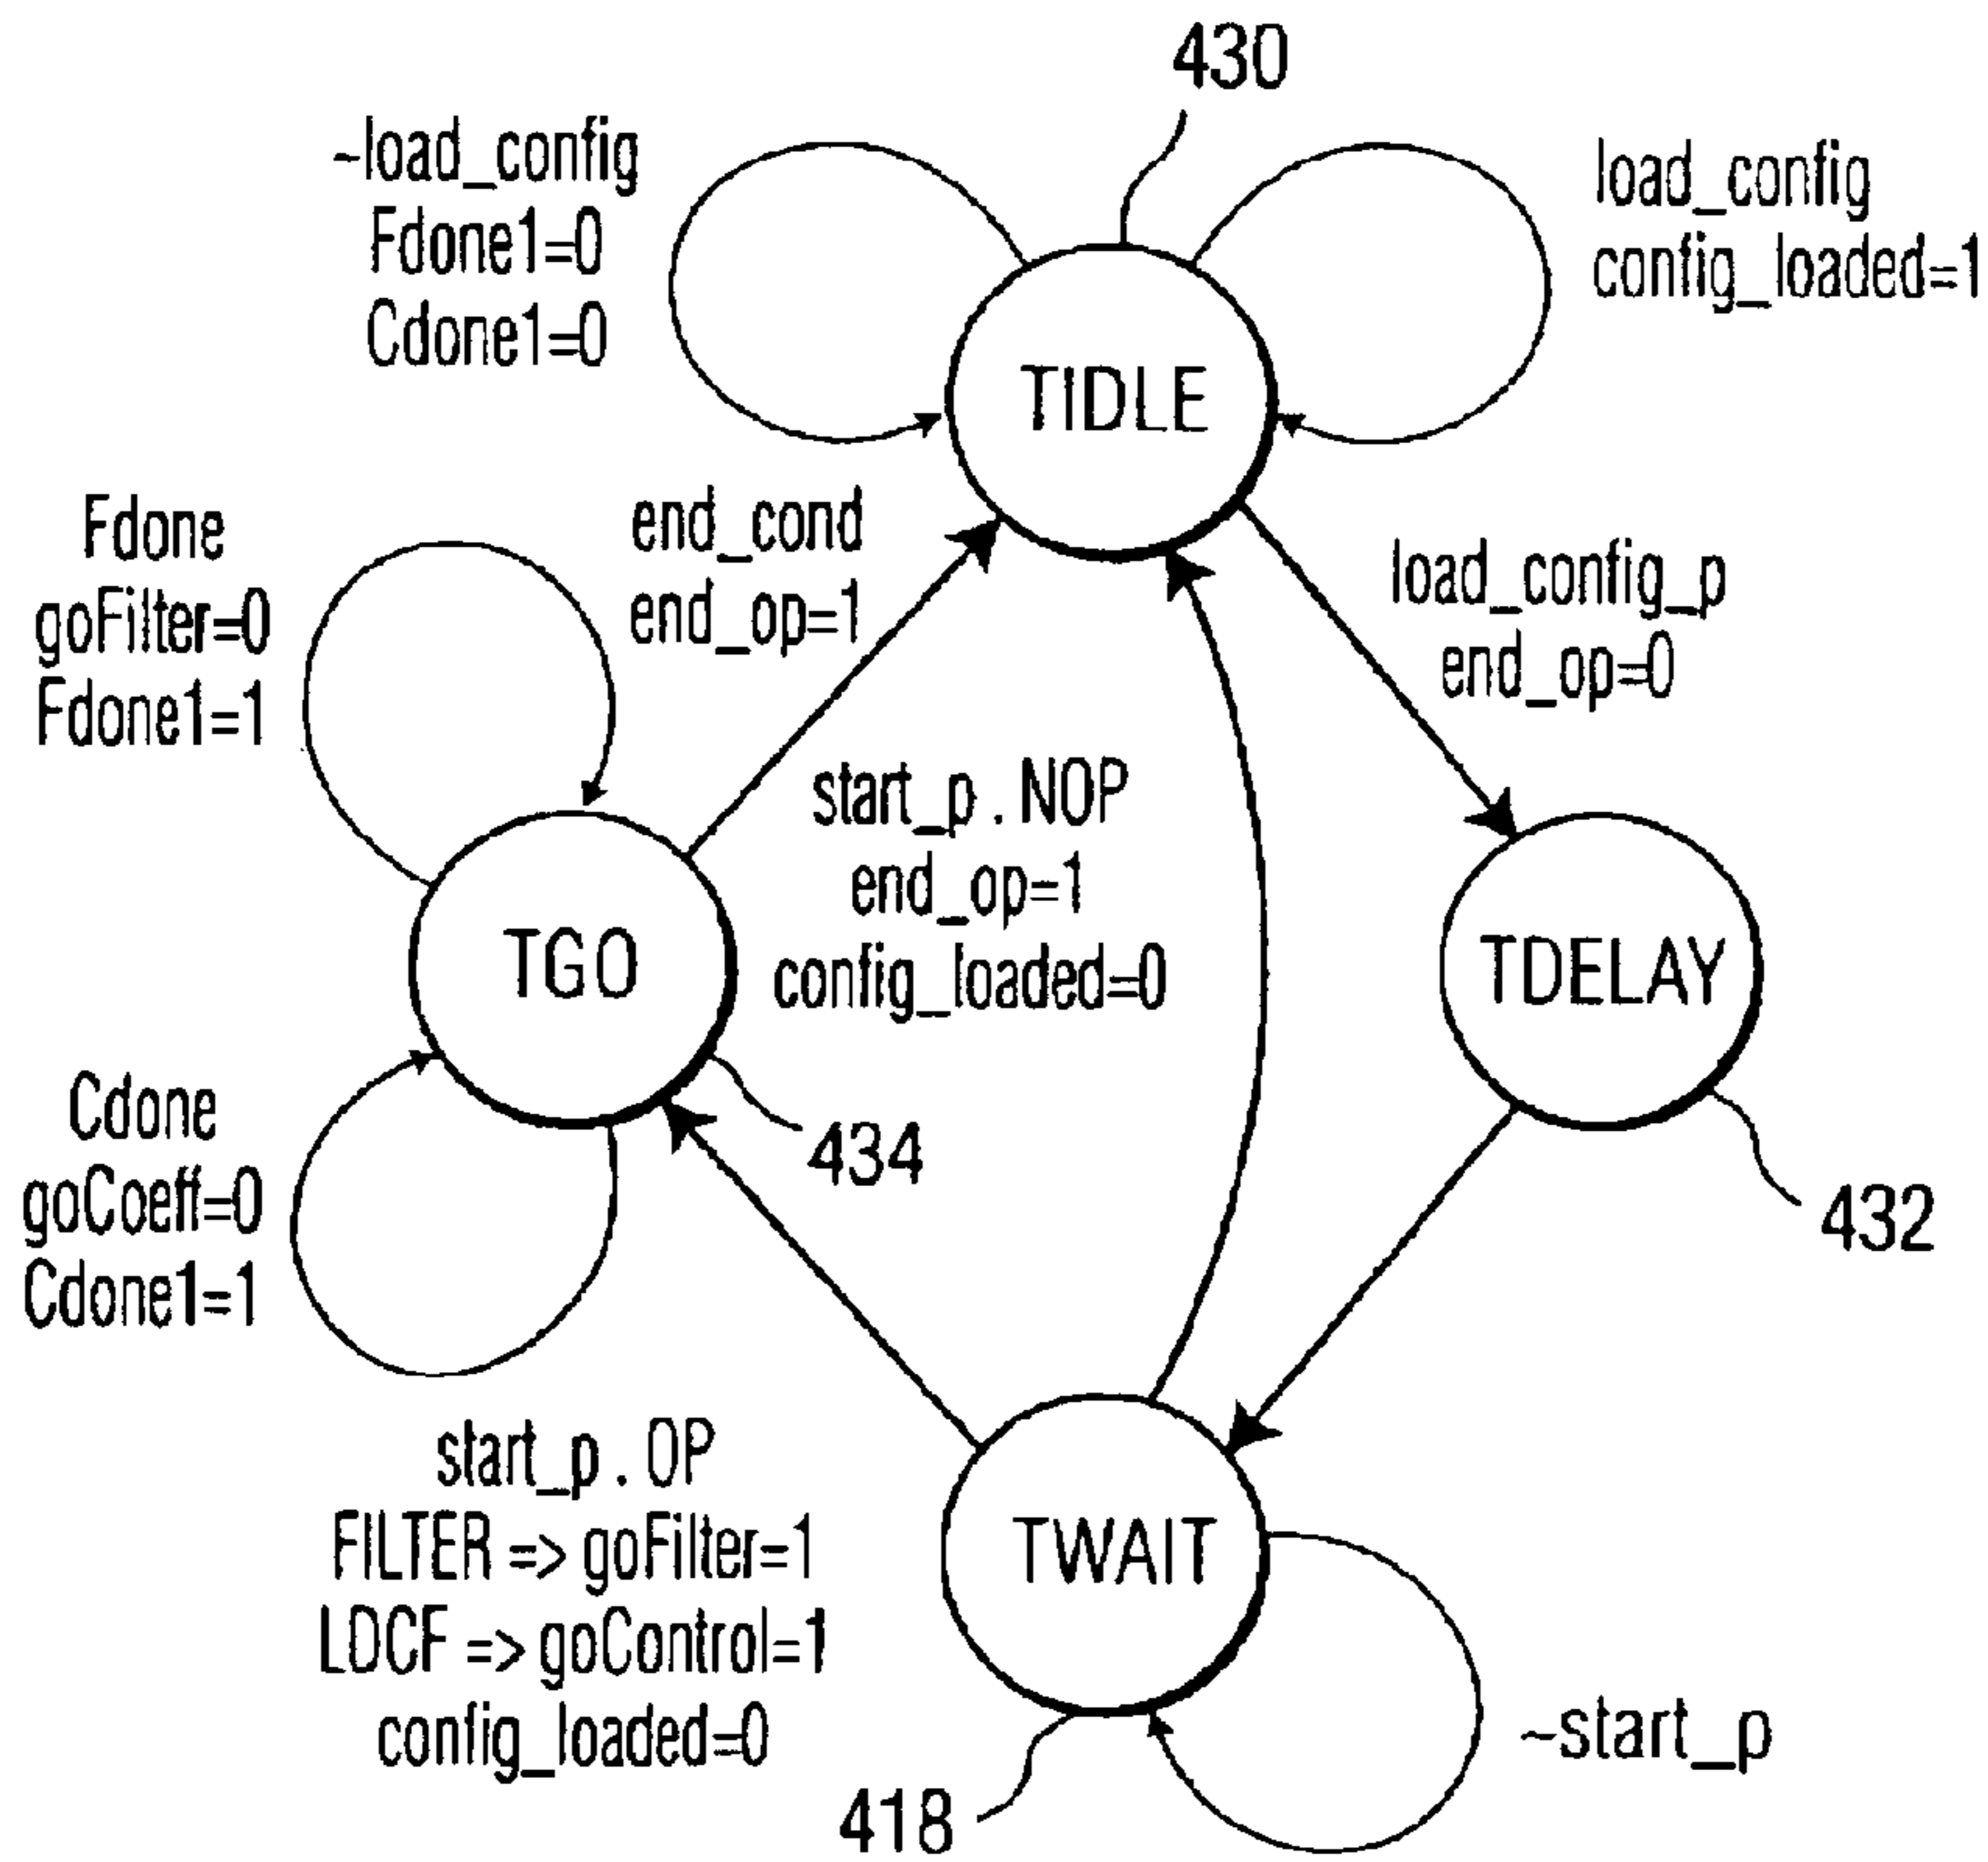 430
~load_config
Fdone1=0
Cdone1=0
load_config
config_loaded=1
TIDLE
Fdone
goFilter=0
Fdone1=1
end_cond
end_op=1
load_config_p
end_op=0
start_p . NOP
end_op=1
config_loaded=0
TGO
TDELAY
Cdone
goCoeff=0
Cdone1=1
434
432
start_p . OP
FILTER => goFilter=1
LDCF => goControl=1
config_loaded=0
TWAIT
~start_p
418